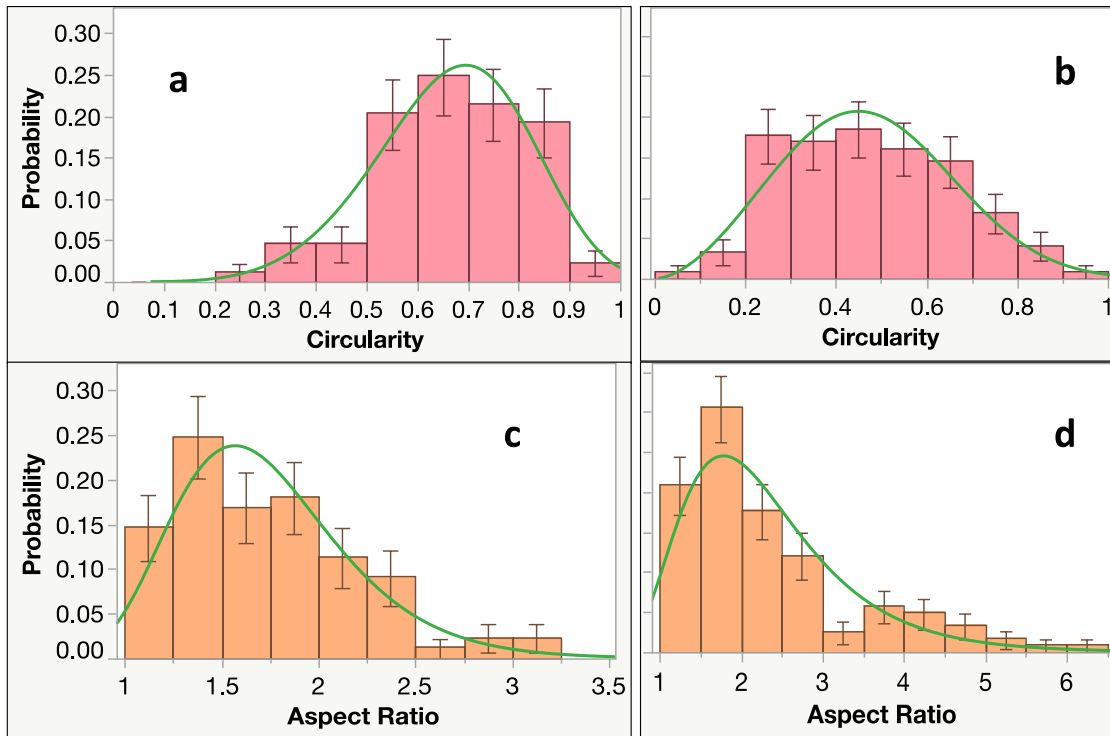 a
Probability
0.30
0.25
0.20
0.15
0.10
0.05
0.00
0 0.1 0.2 0.3 0.4 0.5 0.6 0.7 0.8 0.9 1
Circularity
b
0 0.2 0.4 0.6 0.8 1
Circularity
c
Probability
0.30
0.25
0.20
0.15
0.10
0.05
0.00
1 1.5 2 2.5 3 3.5
Aspect Ratio
d
1 2 3 4 5 6
Aspect Ratio